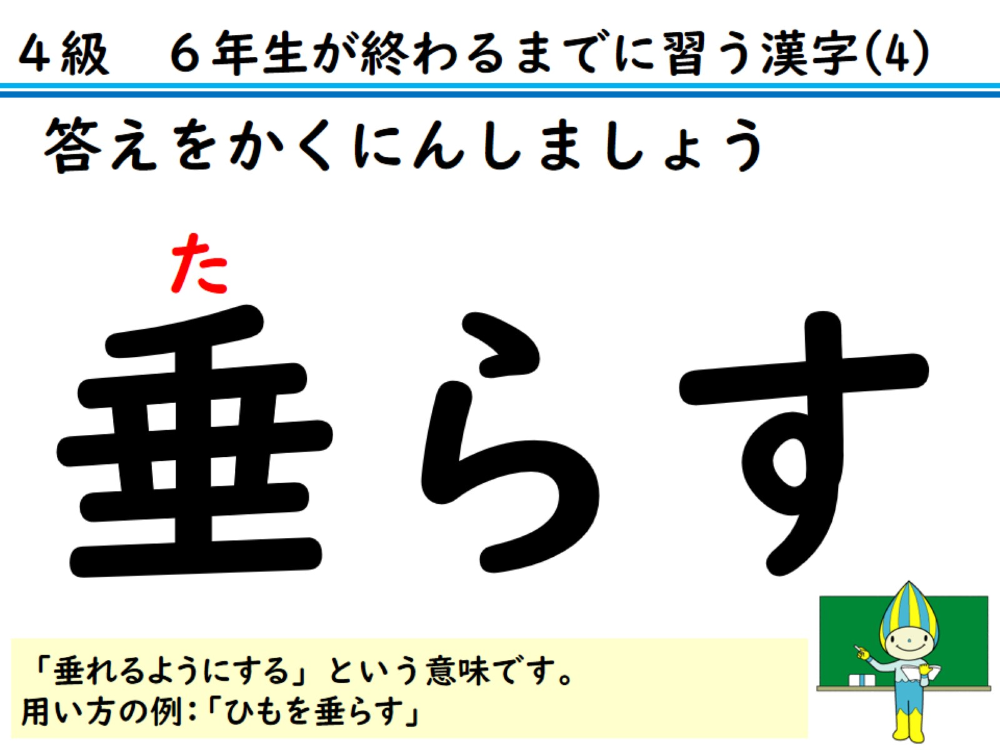 ４級　６年生が終わるまでに習う漢字(4)
答えをかくにんしましょう
た
垂らす
「垂れるようにする」という意味です。
用い方の例：「ひもを垂らす」